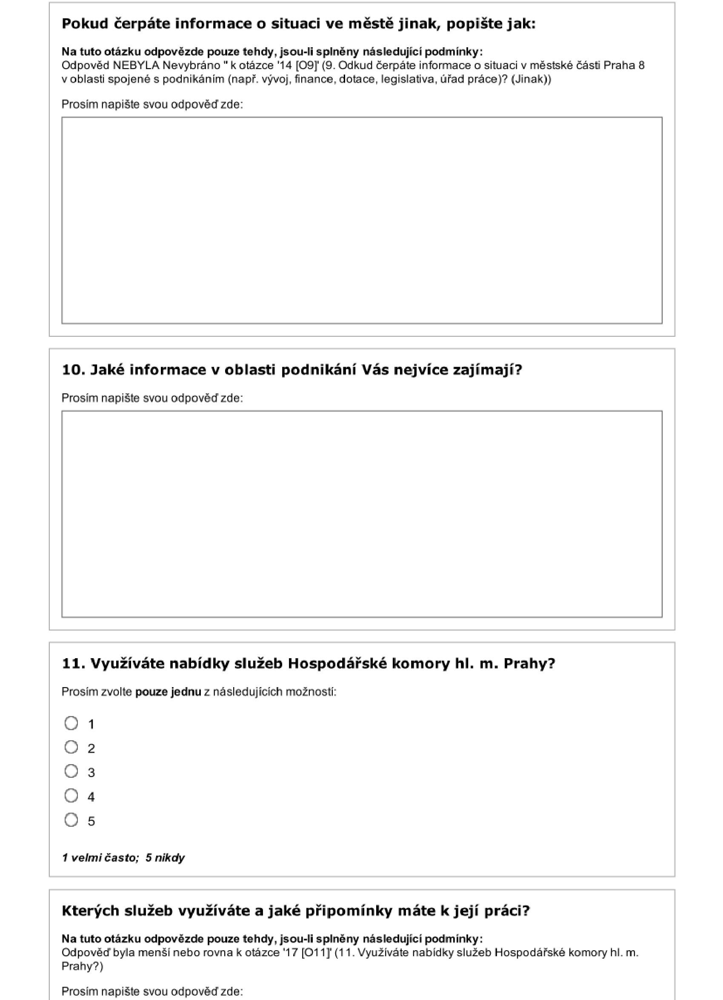 Pokud čerpáte informace o situaci ve městě jinak, popište jak:
Na tuto otázku odpovězde pouze tehdy, jsou-li splněny následující podmínky:
Odpověd NEBYLA Nevybráno '' k otázce '14 [O9]' (9. Odkud čerpáte informace o situaci v městské části Praha 8
v oblasti spojené s podnikáním (např. vývoj, finance, dotace, legislativa, úřad práce)? (Jinak))
Prosím napište svou odpověď zde:
10. Jaké informace v oblasti podnikání Vás nejvíce zajímají?
Prosím napište svou odpověď zde:
11. Využíváte nabídky služeb Hospodářské komory hl. m. Prahy?
Prosím zvolte pouze jednu z následujících možností:
1
2
3
4
5
1 velmi často; 5 nikdy
Kterých služeb využíváte a jaké připomínky máte k její práci?
Na tuto otázku odpovězde pouze tehdy, jsou-li splněny následující podmínky:
Odpověď byla menší nebo rovna k otázce '17 [O11]' (11. Využíváte nabídky služeb Hospodářské komory hl. m.
Prahy?)
Prosím napište svou odpověď zde: